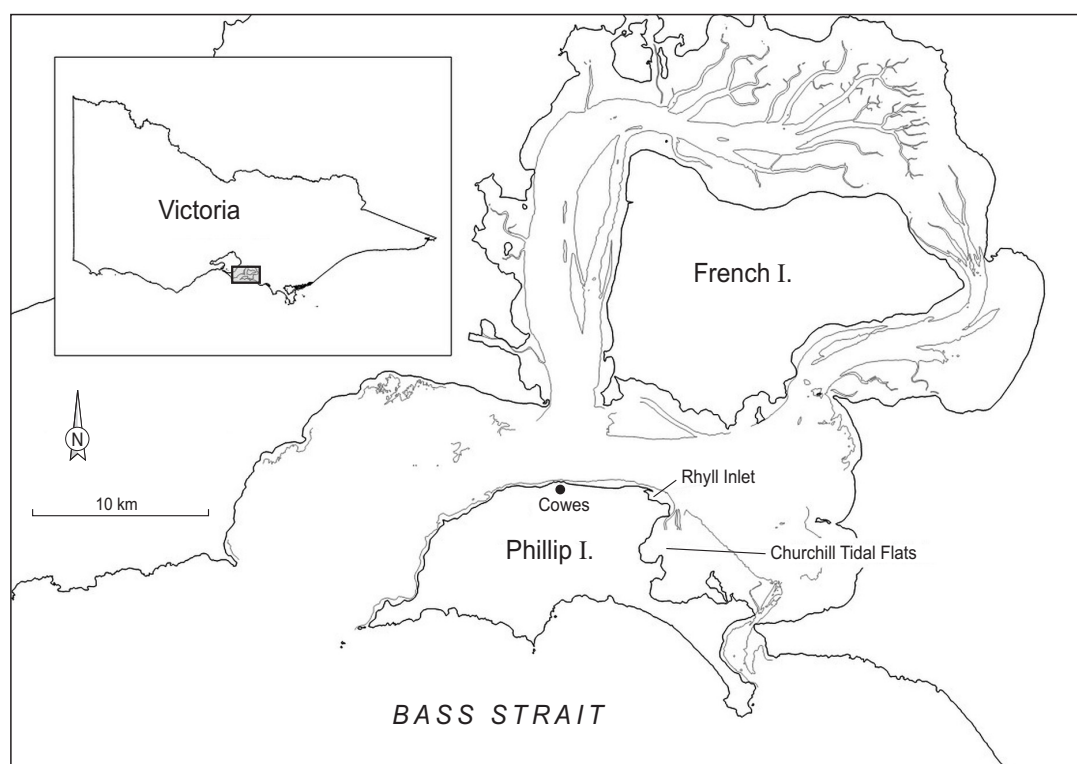 Victoria
French I.
N
10 km
Rhyll Inlet
Cowes
Phillip I.
Churchill Tidal Flats
BASS STRAIT